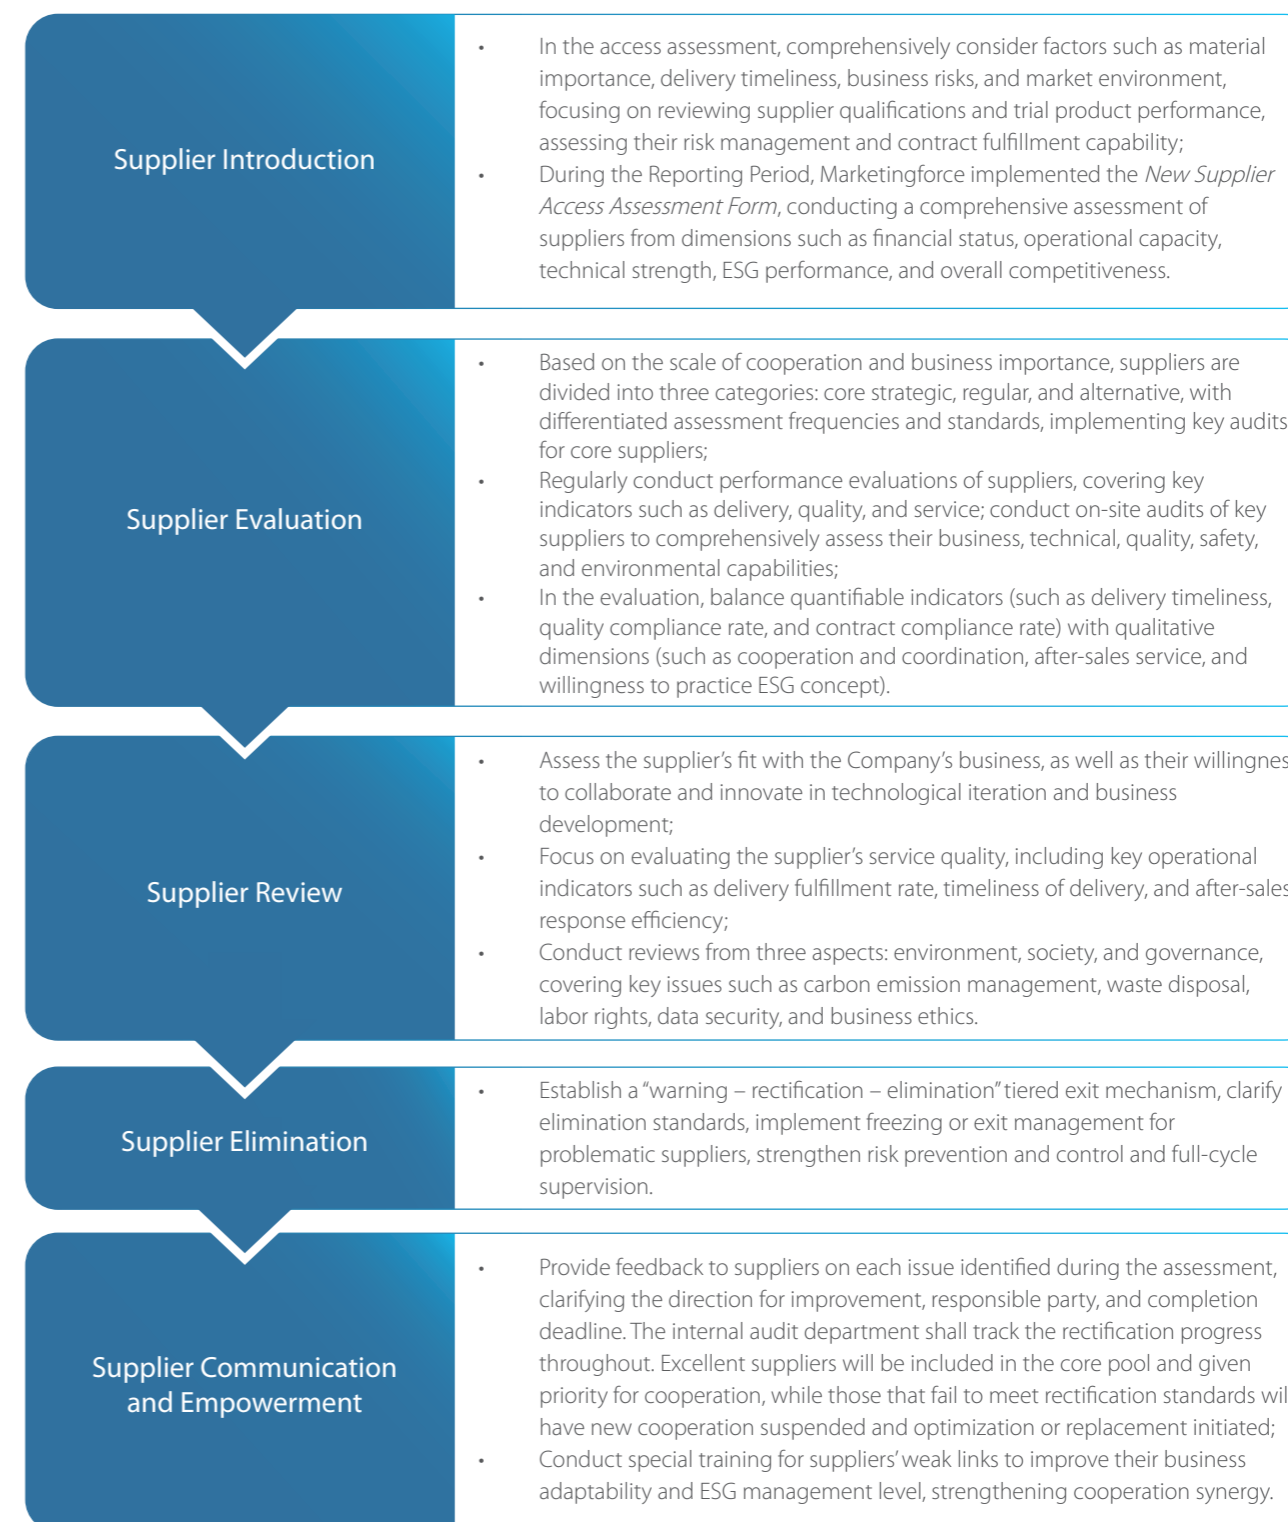 Supplier Introduction
• In the access assessment, comprehensively consider factors such as material
importance, delivery timeliness, business risks, and market environment,
focusing on reviewing supplier qualifications and trial product performance,
assessing their risk management and contract fulfillment capability;
• During the Reporting Period, Marketingforce implemented the New Supplier
Access Assessment Form, conducting a comprehensive assessment of
suppliers from dimensions such as financial status, operational capacity,
technical strength, ESG performance, and overall competitiveness.
Supplier Evaluation
• Based on the scale of cooperation and business importance, suppliers are
divided into three categories: core strategic, regular, and alternative, with
differentiated assessment frequencies and standards, implementing key audits
for core suppliers;
• Regularly conduct performance evaluations of suppliers, covering key
indicators such as delivery, quality, and service; conduct on-site audits of key
suppliers to comprehensively assess their business, technical, quality, safety,
and environmental capabilities;
• In the evaluation, balance quantifiable indicators (such as delivery timeliness,
quality compliance rate, and contract compliance rate) with qualitative
dimensions (such as cooperation and coordination, after-sales service, and
willingness to practice ESG concept).
Supplier Review
• Assess the supplier's fit with the Company's business, as well as their willingnes
to collaborate and innovate in technological iteration and business
development;
• Focus on evaluating the supplier's service quality, including key operational
indicators such as delivery fulfillment rate, timeliness of delivery, and after-sales
response efficiency;
• Conduct reviews from three aspects: environment, society, and governance,
covering key issues such as carbon emission management, waste disposal,
labor rights, data security, and business ethics.
Supplier Elimination
• Establish a "warning – rectification – elimination" tiered exit mechanism, clarify
elimination standards, implement freezing or exit management for
problematic suppliers, strengthen risk prevention and control and full-cycle
supervision.
Supplier Communication
and Empowerment
• Provide feedback to suppliers on each issue identified during the assessment,
clarifying the direction for improvement, responsible party, and completion
deadline. The internal audit department shall track the rectification progress
throughout. Excellent suppliers will be included in the core pool and given
priority for cooperation, while those that fail to meet rectification standards wil
have new cooperation suspended and optimization or replacement initiated;
• Conduct special training for suppliers' weak links to improve their business
adaptability and ESG management level, strengthening cooperation synergy.